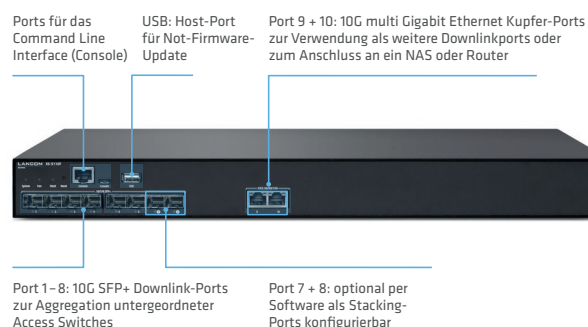 Ports für das
Command Line
Interface (Console)
USB: Host-Port
für Not-Firmware-
Update
Port 9 + 10: 10G multi Gigabit Ethernet Kupfer-Ports
zur Verwendung als weitere Downlinkports oder
zum Anschluss an ein NAS oder Router
LANCOM
Port 1–8: 10G SFP+ Downlink-Ports
zur Aggregation untergeordneter
Access Switches
Port 7 + 8: optional per
Software als Stacking-
Ports konfigurierbar